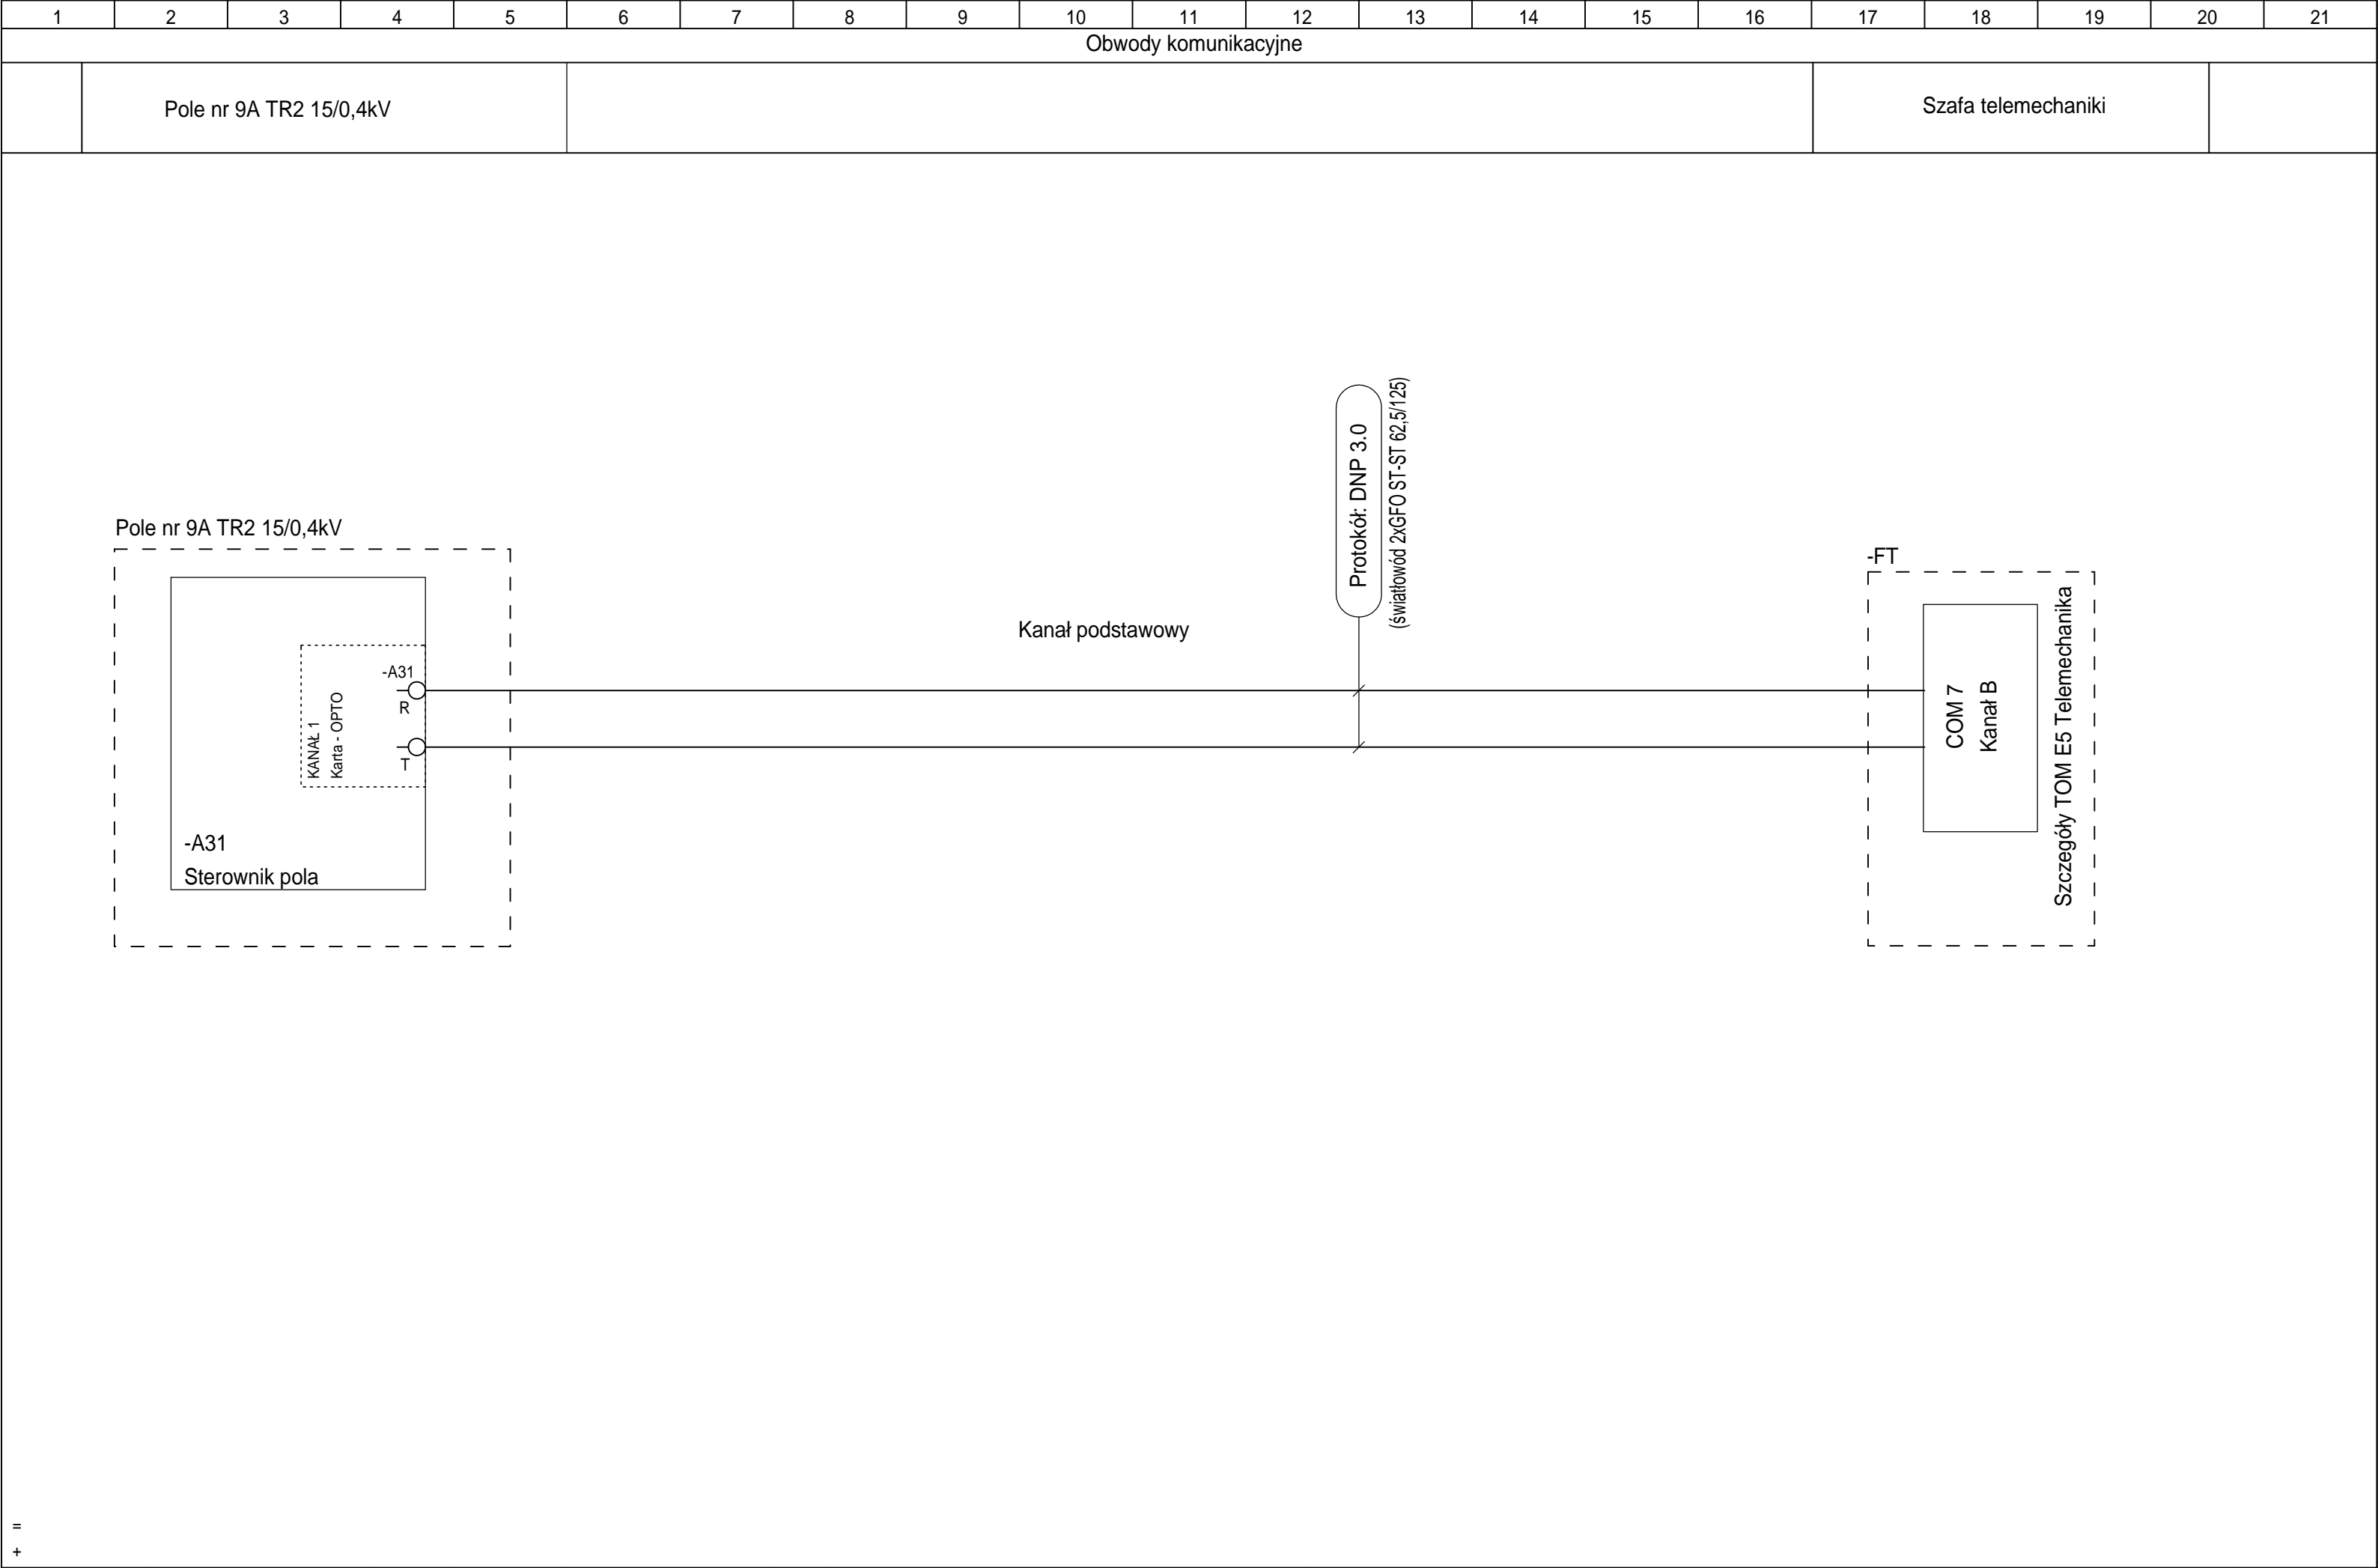 1 2 3 4 5 6 7 8 9 10 11 12 13 14 15 16 17 18 19 20 21
Obwody komunikacyjne
Pole nr 9A TR2 15/0,4kV
Szafa telemechaniki
Protokół: DNP 3.0
(światłowód 2xGFO ST-ST 62,5/125)
Pole nr 9A TR2 15/0,4kV
-FT
Kanał podstawowy
-A31
R
T
KANAŁ 1
Karta - OPTO
-A31
Sterownik pola
COM 7
Kanał B
Szczegóły TOM E5 Telemechanika
=
+